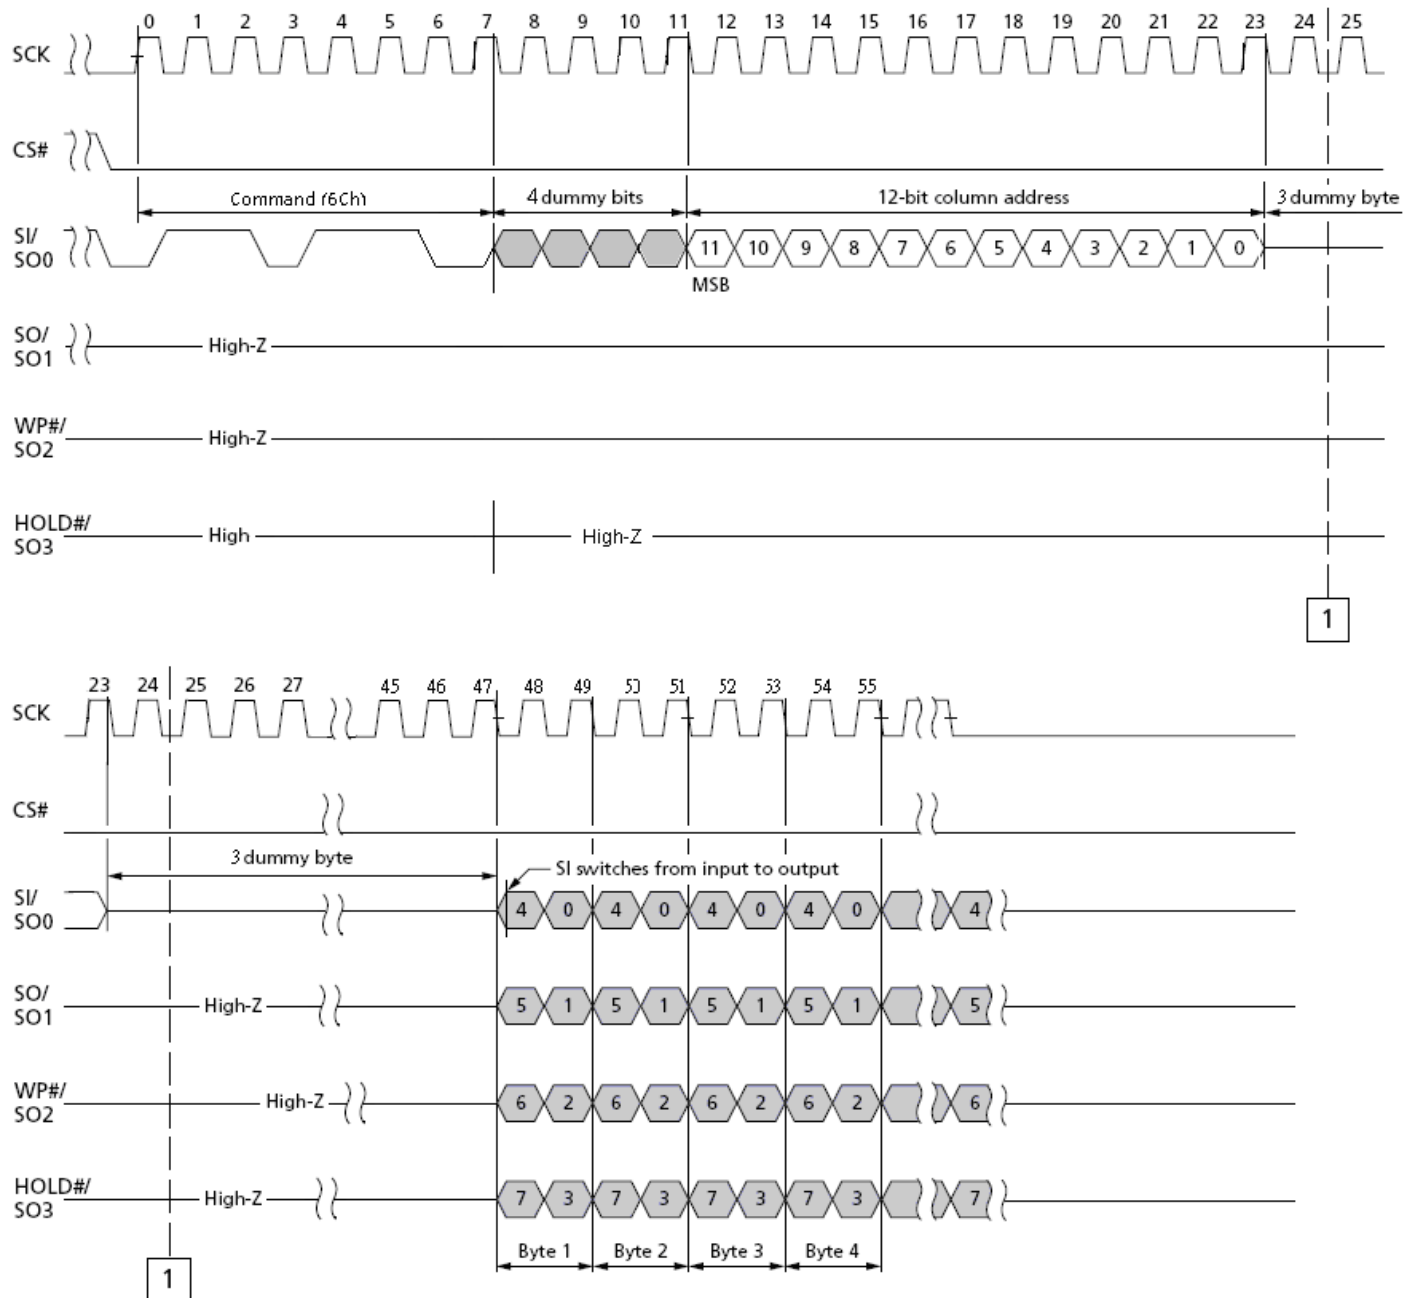 0 1 2 3 4 5 6 7 8 9 10 11 12 13 14 15 16 17 18 19 20 21 22 23 24 25
SCK
CS#
Command (6Ch) 4 dummy bits 12-bit column address 3 dummy byte
SI/
SO0
11 10 9 8 7 6 5 4 3 2 1 0
MSB
SO/
SO1
High-Z
WP#/
SO2
High-Z
HOLD#/
SO3
High High-Z
1
23 24 25 26 27 45 46 47 48 49 50 51 52 53 54 55
SCK
CS#
3 dummy byte
SI switches from input to output
SI/
SO0
4 0 4 0 4 0 4 0 4
SO/
SO1
High-Z
5 1 5 1 5 1 5 1 5
WP#/
SO2
High-Z
6 2 6 2 6 2 6 2 6
HOLD#/
SO3
High-Z
7 3 7 3 7 3 7 3 7
Byte 1 Byte 2 Byte 3 Byte 4
1